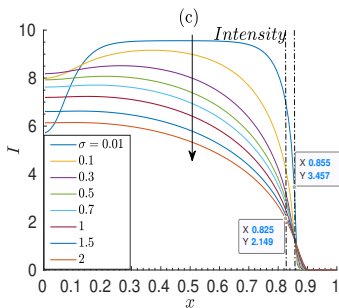 (c)
Intensity
10
8
6
4
2
0
I
σ = 0.01
0.1
0.3
0.5
0.7
1
1.5
2
X 0.855
Y 3.457
X 0.825
Y 2.149
0 0.1 0.2 0.3 0.4 0.5 0.6 0.7 0.8 0.9 1
x